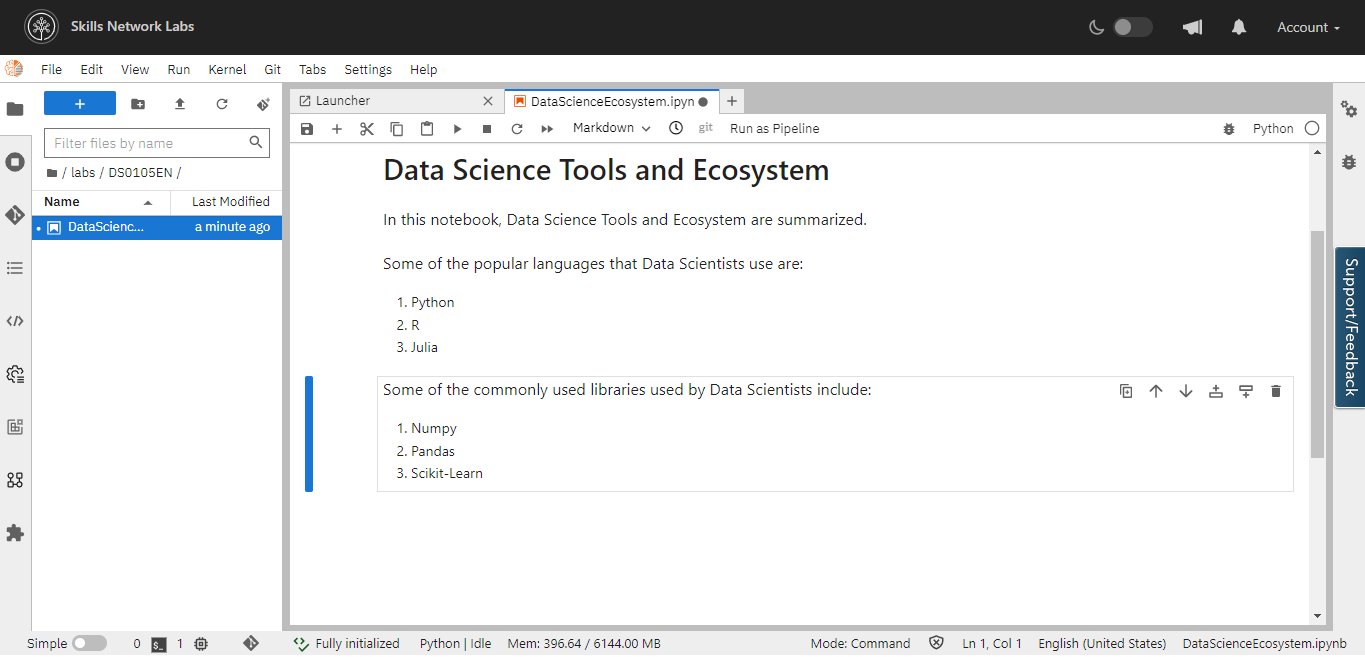 Skills Network Labs
Account
File Edit View Run Kernel Git Tabs Settings Help
+
Filter files by name
/ labs / DS0105EN /
Name Last Modified
DataScienc... a minute ago
Launcher
DataScienceEcosystem.ipyn
Markdown git Run as Pipeline Python
Data Science Tools and Ecosystem
In this notebook, Data Science Tools and Ecosystem are summarized.
Some of the popular languages that Data Scientists use are:
1. Python
2. R
3. Julia
Some of the commonly used libraries used by Data Scientists include:
1. Numpy
2. Pandas
3. Scikit-Learn
Support/Feedback
Simple 0 $_ 1 Fully initialized Python | Idle Mem: 396.64 / 6144.00 MB Mode: Command Ln 1, Col 1 English (United States) DataScienceEcosystem.ipynb